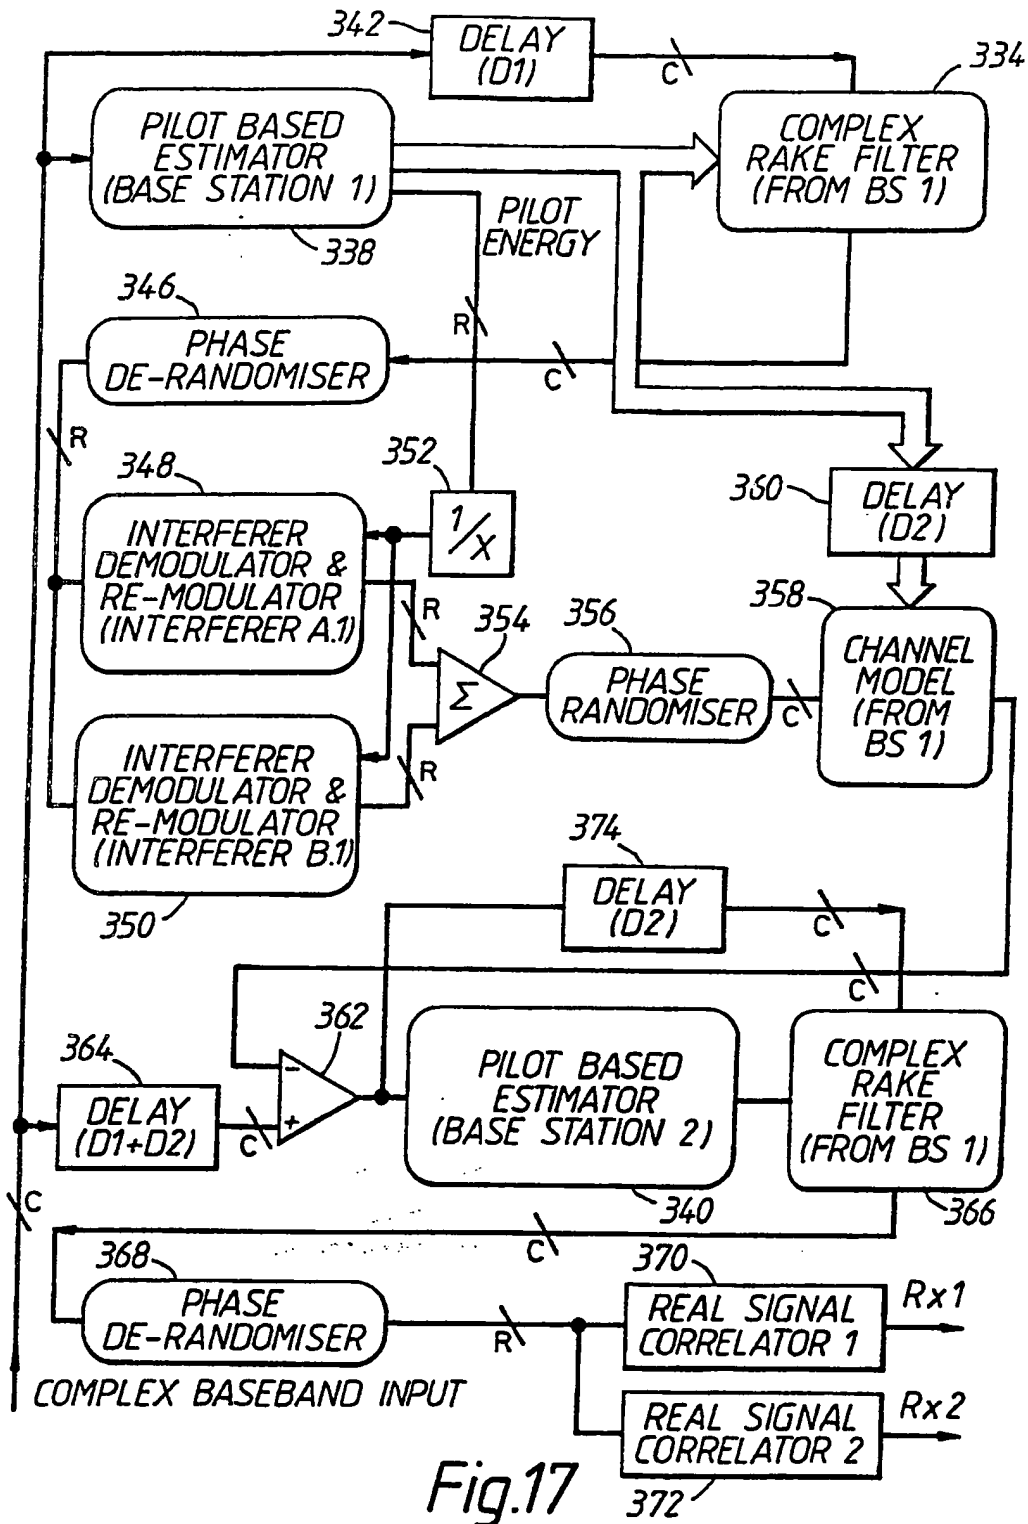 342
DELAY
(D1)
C
334
PILOT BASED
ESTIMATOR
(BASE STATION 1)
338
COMPLEX
RAKE FILTER
(FROM BS 1)
PILOT
ENERGY
346
PHASE
DE-RANDOMISER
R
C
R
348
352
1/X
360
DELAY
(D2)
INTERFERER
DEMODULATOR &
RE-MODULATOR
(INTERFERER A.1)
R
354
Σ
356
PHASE
RANDOMISER
C
358
CHANNEL
MODEL
(FROM
BS 1)
INTERFERER
DEMODULATOR &
RE-MODULATOR
(INTERFERER B.1)
R
350
374
DELAY
(D2)
C
C
362
-
+
364
DELAY
(D1+D2)
C
PILOT BASED
ESTIMATOR
(BASE STATION 2)
340
COMPLEX
RAKE
FILTER
(FROM BS 1)
366
C
C
368
PHASE
DE-RANDOMISER
R
370
REAL SIGNAL
CORRELATOR 1
Rx1
COMPLEX BASEBAND INPUT
REAL SIGNAL
CORRELATOR 2
Rx2
372
Fig.17